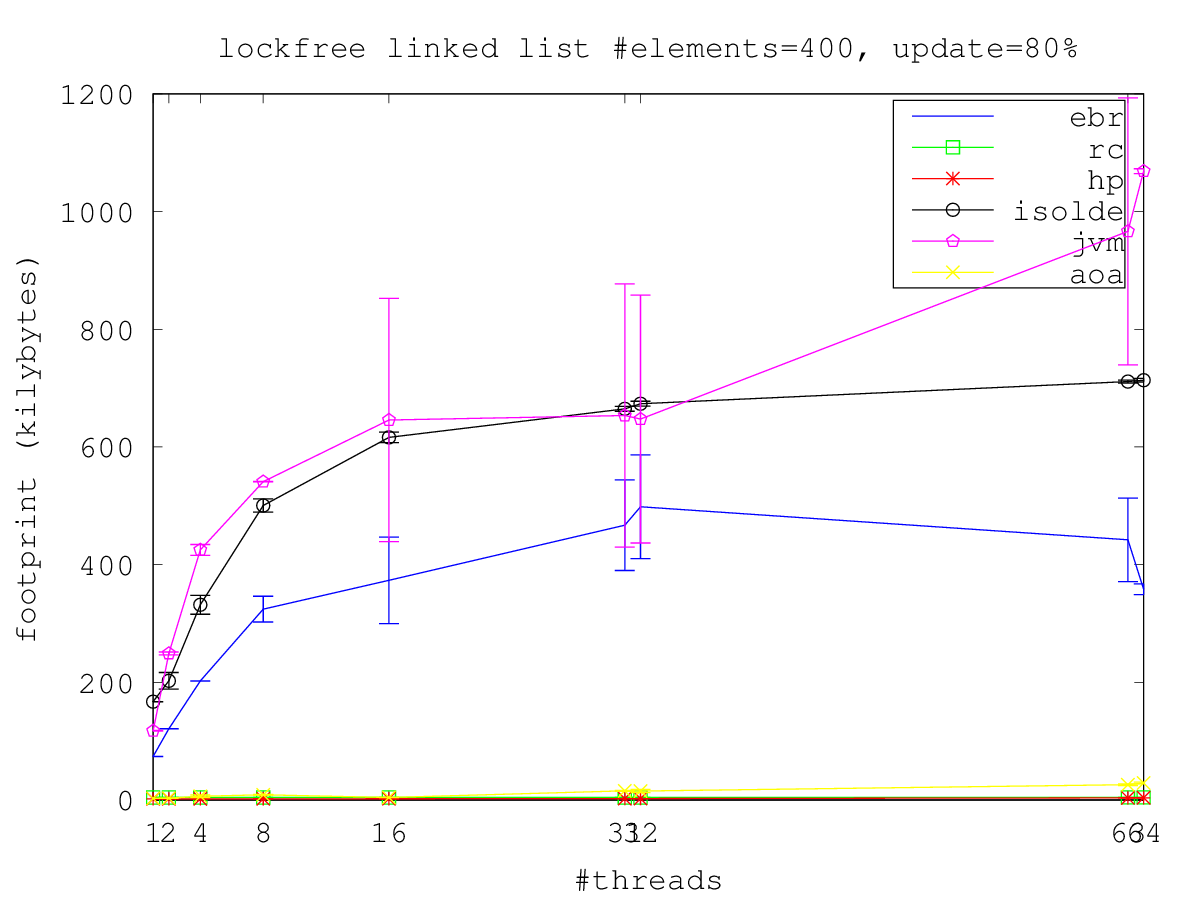 lockfree linked list #elements=400, update=80%
1200
1000
800
600
400
200
0
footprint (kilybytes)
ebr
rc
hp
isolde
jvm
aoa
1 2 4 8 16 31 32 63 64
#threads